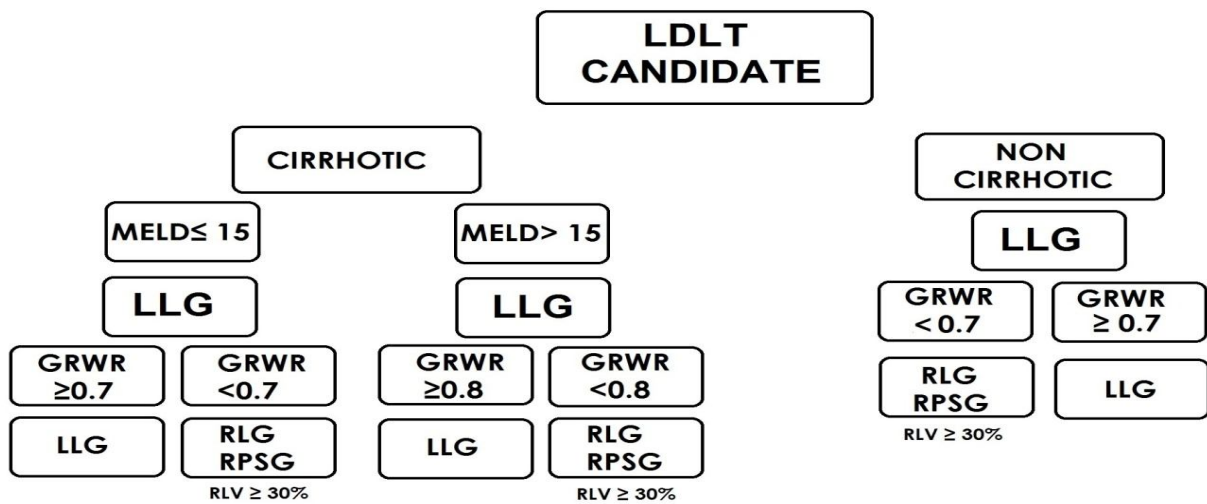 LDLT
CANDIDATE
CIRRHOTIC
NON
CIRRHOTIC
MELD≤ 15
MELD> 15
LLG
LLG
LLG
GRWR
≥0.7
GRWR
<0.7
GRWR
≥0.8
GRWR
<0.8
GRWR
< 0.7
GRWR
≥ 0.7
LLG
RLG
RPSG
LLG
RLG
RPSG
RLG
RPSG
LLG
RLV ≥ 30%
RLV ≥ 30%
RLV ≥ 30%